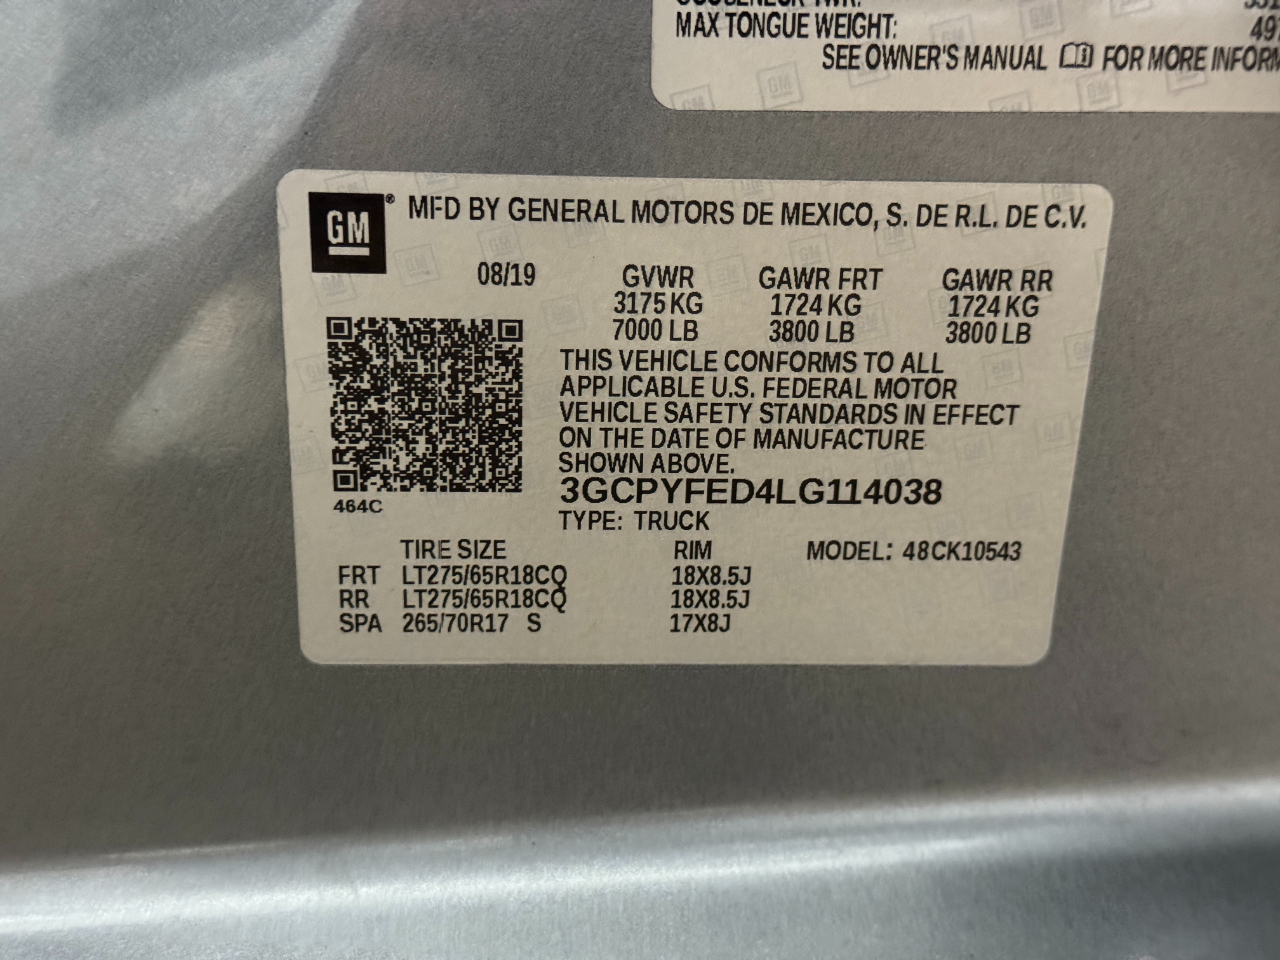 MAX TONGUE WEIGHT:
SEE OWNER'S MANUAL FOR MORE
GM
® MFD BY GENERAL MOTORS DE MEXICO, S. DE R.L. DE C.V.
08/19 GVWR GAWR FRT GAWR RR
3175 KG 1724 KG 1724 KG
7000 LB 3800 LB 3800 LB
THIS VEHICLE CONFORMS TO ALL
APPLICABLE U.S. FEDERAL MOTOR
VEHICLE SAFETY STANDARDS IN EFFECT
ON THE DATE OF MANUFACTURE
SHOWN ABOVE.
3GCPYFED4LG114038
464C
TYPE: TRUCK
TIRE SIZE RIM MODEL: 48CK10543
FRT LT275/65R18CQ 18X8.5J
RR LT275/65R18CQ 18X8.5J
SPA 265/70R17 S 17X8J